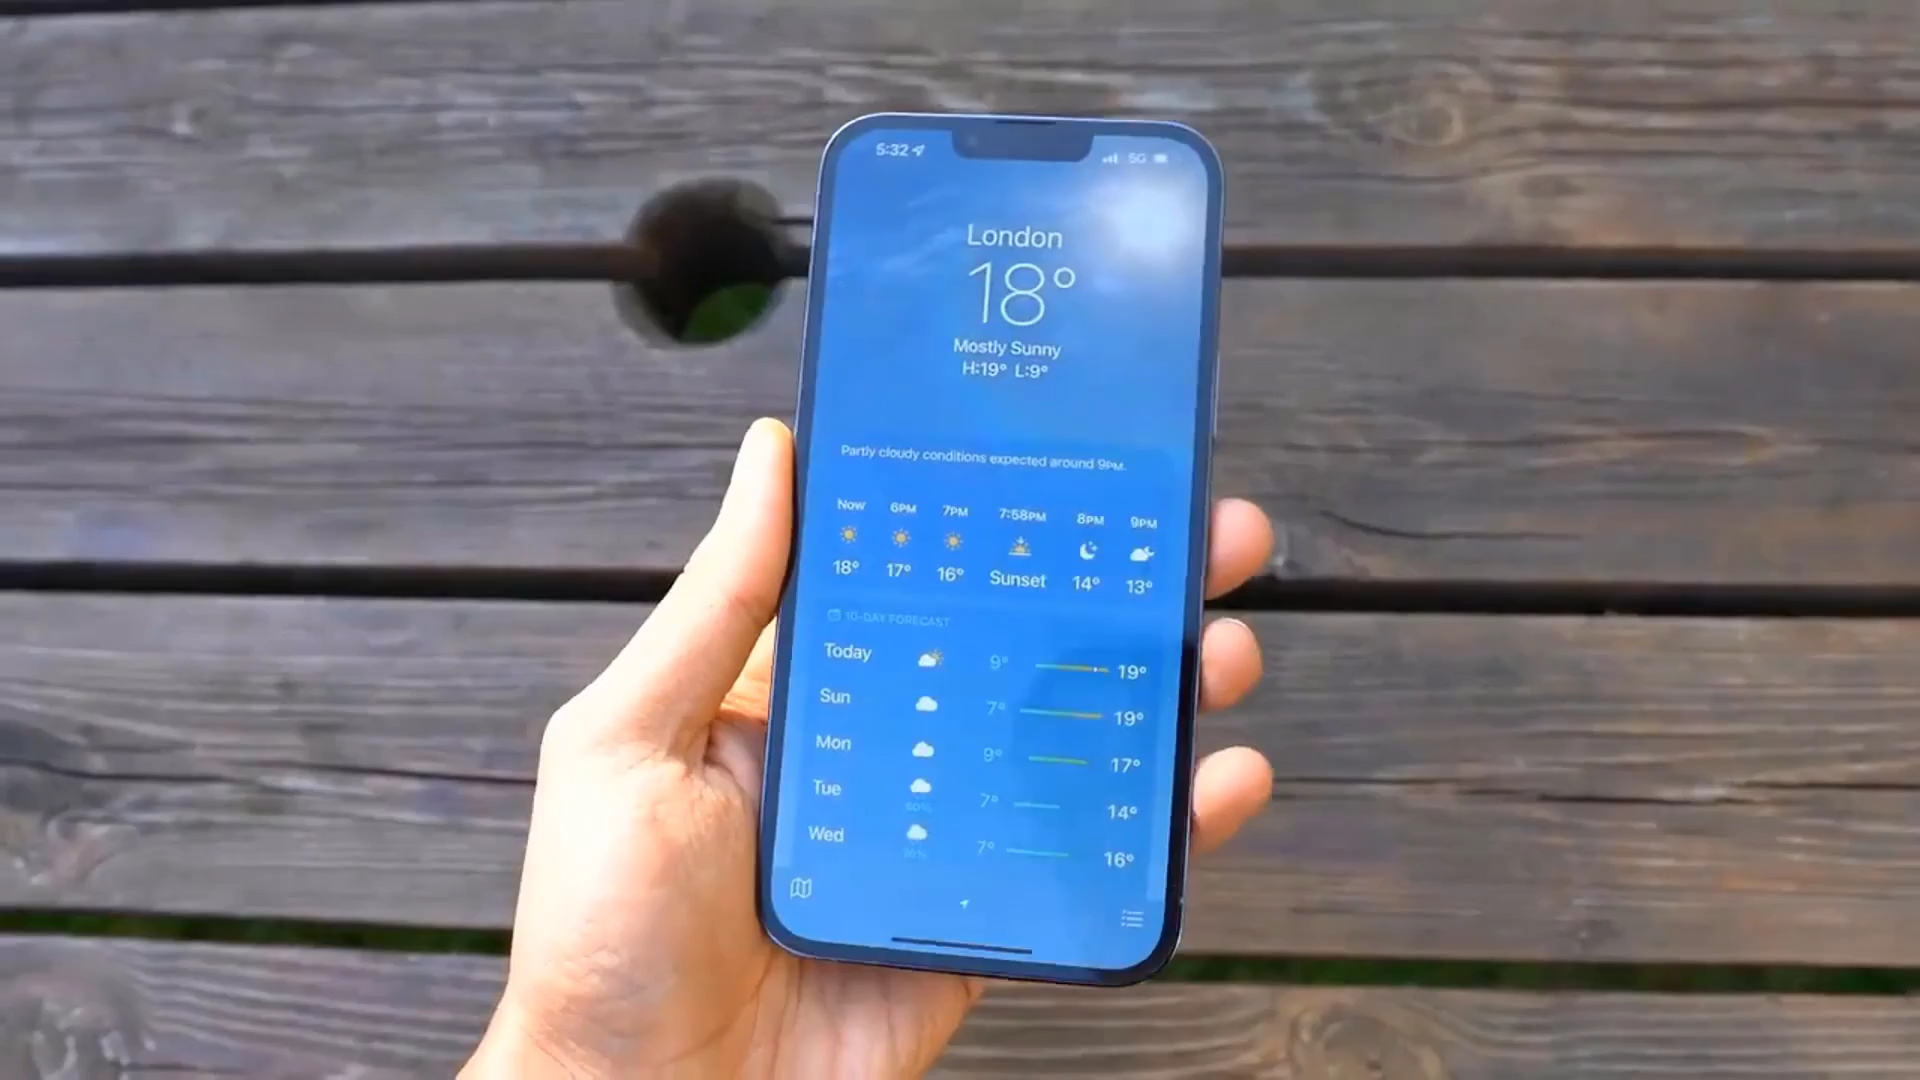 5:32 5G
London
18°
Mostly Sunny
H:19° L:9°
Partly cloudy conditions expected around 9PM.
Now 6PM 7PM 7:58PM 8PM 9PM
18° 17° 16° Sunset 14° 13°
10-DAY FORECAST
Today 9° 19°
Sun 7° 19°
Mon 9° 17°
Tue 7° 14°
60%
Wed 7° 16°